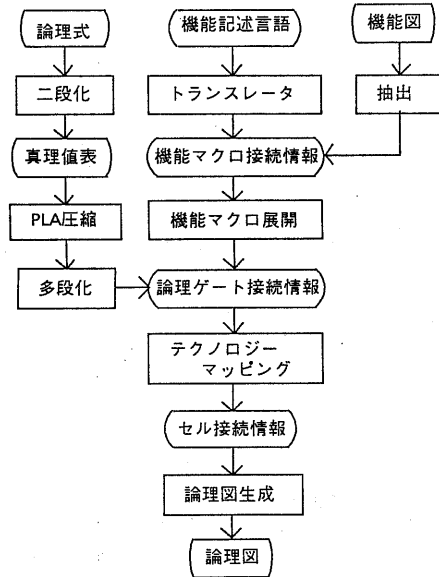 論理式
機能記述言語
機能図
二段化
トランスレータ
抽出
真理値表
機能マクロ接続情報
PLA圧縮
機能マクロ展開
多段化
論理ゲート接続情報
テクノロジー
マッピング
セル接続情報
論理図生成
論理図